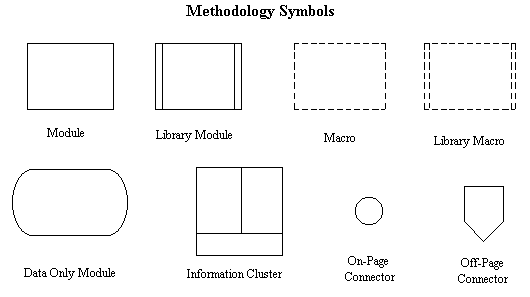 Methodology Symbols
Module
Library Module
Macro
Library Macro
Data Only Module
Information Cluster
On-Page
Connector
Off-Page
Connector